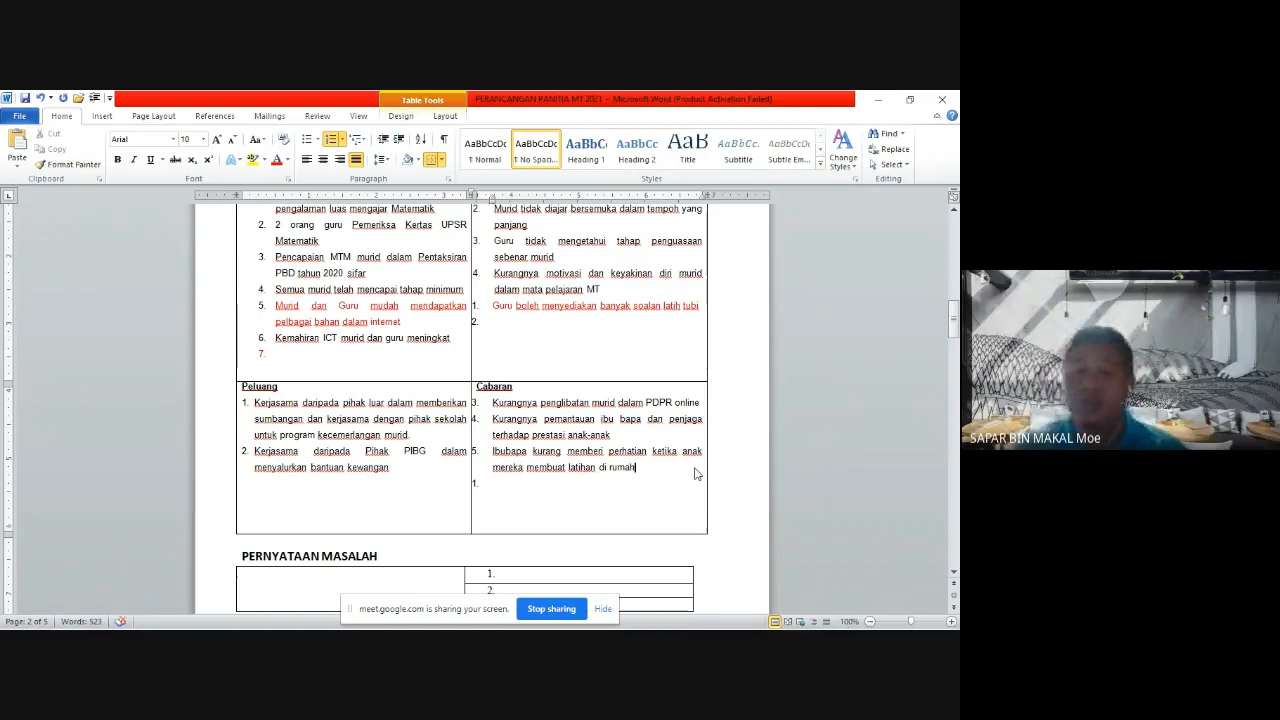 Table Tools
PERANCANGAN PANITIA MT 2021 - Microsoft Word (Product Activation Failed)
File Home Insert Page Layout References Mailings Review View Design Layout
Paste
Cut
Copy
Format Painter
Clipboard
Arial 10
Font
Paragraph
AaBbCcDc AaBbCcDc AaBbC AaBbCc AaB AaBbCc. AaBbCcDc
¶ Normal ¶ No Spaci... Heading 1 Heading 2 Title Subtitle Subtle Em...
Styles
Change
Styles
Find
Replace
Select
Editing
pengalaman luas mengajar Matematik
2. 2 orang guru Pemeriksa Kertas UPSR
Matematik
3. Pencapaian MTM murid dalam Pentaksiran
PBD tahun 2020 sifar
4. Semua murid telah mencapai tahap minimum
5. Murid dan Guru mudah mendapatkan
pelbagai bahan dalam internet
6. Kemahiran ICT murid dan guru meningkat
7.
2. Murid tidak diajar bersemuka dalam tempoh yang
panjang
3. Guru tidak mengetahui tahap penguasaan
sebenar murid
4. Kurangnya motivasi dan keyakinan diri murid
dalam mata pelajaran MT
1. Guru boleh menyediakan banyak soalan latih tubi
2.
Peluang
1. Kerjasama daripada pihak luar dalam memberikan
sumbangan dan kerjasama dengan pihak sekolah
untuk program kecemerlangan murid.
2. Kerjasama daripada Pihak PIBG dalam
menyalurkan bantuan kewangan
Cabaran
3. Kurangnya penglibatan murid dalam PDPR online
4. Kurangnya pemantauan ibu bapa dan penjaga
terhadap prestasi anak-anak
5. Ibubapa kurang memberi perhatian ketika anak
mereka membuat latihan di rumah
1.
PERNYATAAN MASALAH
1.
2.
meet.google.com is sharing your screen. Stop sharing Hide
Page: 2 of 5 Words: 523 100%
SAPAR BIN MAKAL Moe